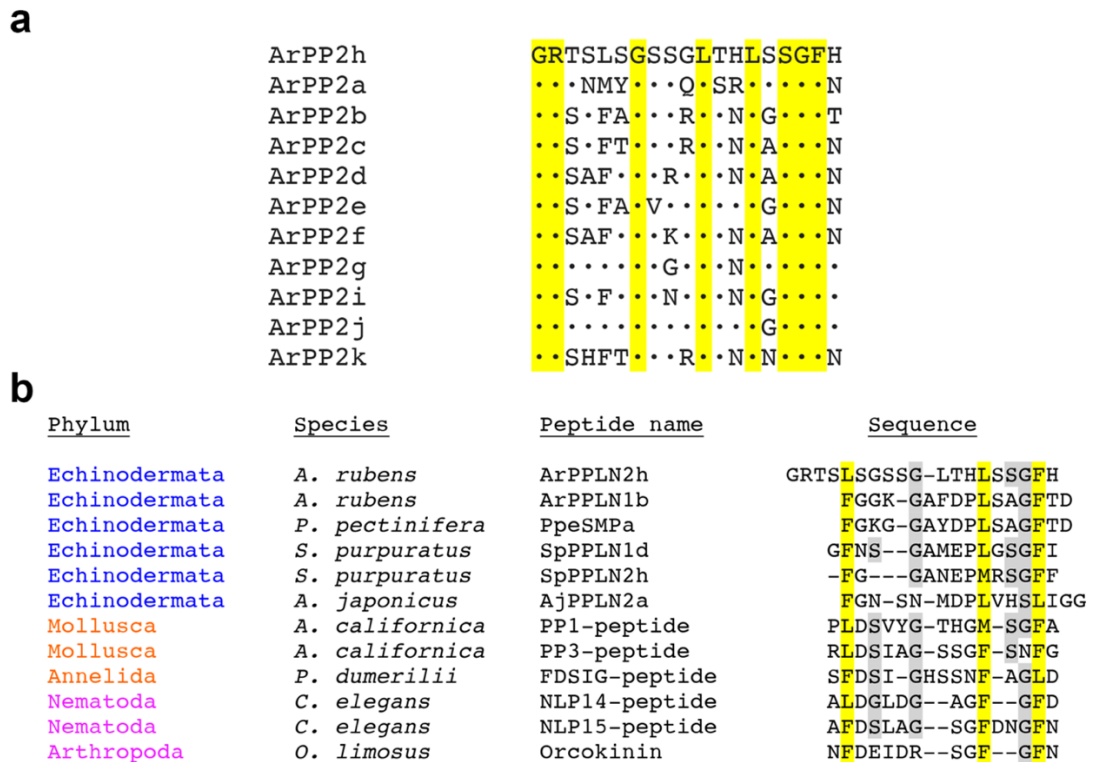 a
ArPP2h GRTSLSGSSGLTHLSSGFH
ArPP2a ···NMY···Q·SR·····N
ArPP2b ··S·FA···R··N·G···T
ArPP2c ··S·FT···R··N·A···N
ArPP2d ··SAF···R···N·A···N
ArPP2e ··S·FA·V······G···N
ArPP2f ··SAF···K···N·A···N
ArPP2g ········G···N······
ArPP2i ··S·F···N···N·G····
ArPP2j ··············G····
ArPP2k ··SHFT···R··N·N···N
b
Phylum Species Peptide name Sequence
Echinodermata A. rubens ArPPLN2h GRTSLSGSSG-LTHLSSGFH
Echinodermata A. rubens ArPPLN1b FGGK-GAFDPLSAGFTD
Echinodermata P. pectinifera PpeSMPa FGKG-GAYDPLSAGFTD
Echinodermata S. purpuratus SpPPLN1d GFNS--GAMEPLGSGFI
Echinodermata S. purpuratus SpPPLN2h -FG---GANEPMRSGFF
Echinodermata A. japonicus AjPPLN2a FGN-SN-MDPLVHSLIGG
Mollusca A. californica PP1-peptide PLDSVYG-THGM-SGFA
Mollusca A. californica PP3-peptide RLDSIAG-SSGF-SNFG
Annelida P. dumerilii FDSIG-peptide SFDSI-GHSSNF-AGLD
Nematoda C. elegans NLP14-peptide ALDGLDG--AGF--GFD
Nematoda C. elegans NLP15-peptide AFDSLAG--SGFDNGFN
Arthropoda O. limosus Orcokinin NFDEIDR--SGF--GFN